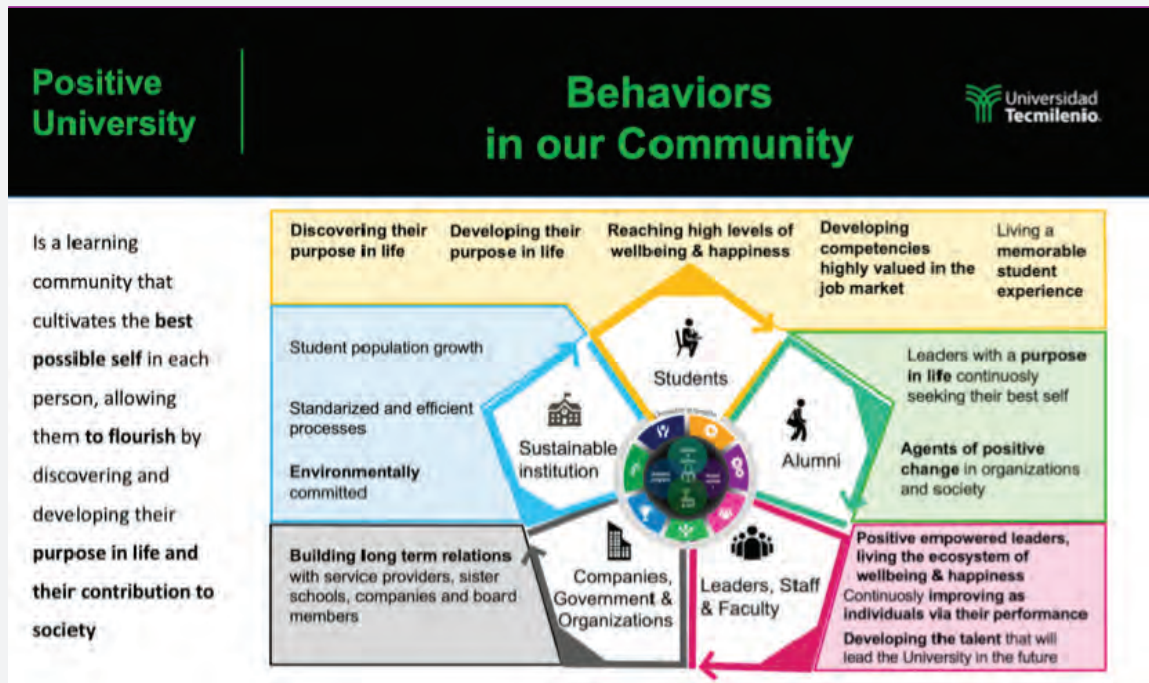 Positive
University
Behaviors
in our Community
Universidad
Tecmilenio.
Is a learning
community that
cultivates the best
possible self in each
person, allowing
them to flourish by
discovering and
developing their
purpose in life and
their contribution to
society
Discovering their
purpose in life
Developing their
purpose in life
Reaching high levels of
wellbeing & happiness
Developing
competencies
highly valued in the
job market
Living a
memorable
student
experience
Student population growth
Standarized and efficient
processes
Environmentally
committed
Students
Sustainable
institution
Alumni
Leaders with a purpose
in life continuosly
seeking their best self
Agents of positive
change in organizations
and society
Building long term relations
with service providers, sister
schools, companies and board
members
Companies,
Government &
Organizations
Leaders, Staff
& Faculty
Positive empowered leaders,
living the ecosystem of
wellbeing & happiness
Continuosly improving as
individuals via their performance
Developing the talent that will
lead the University in the future